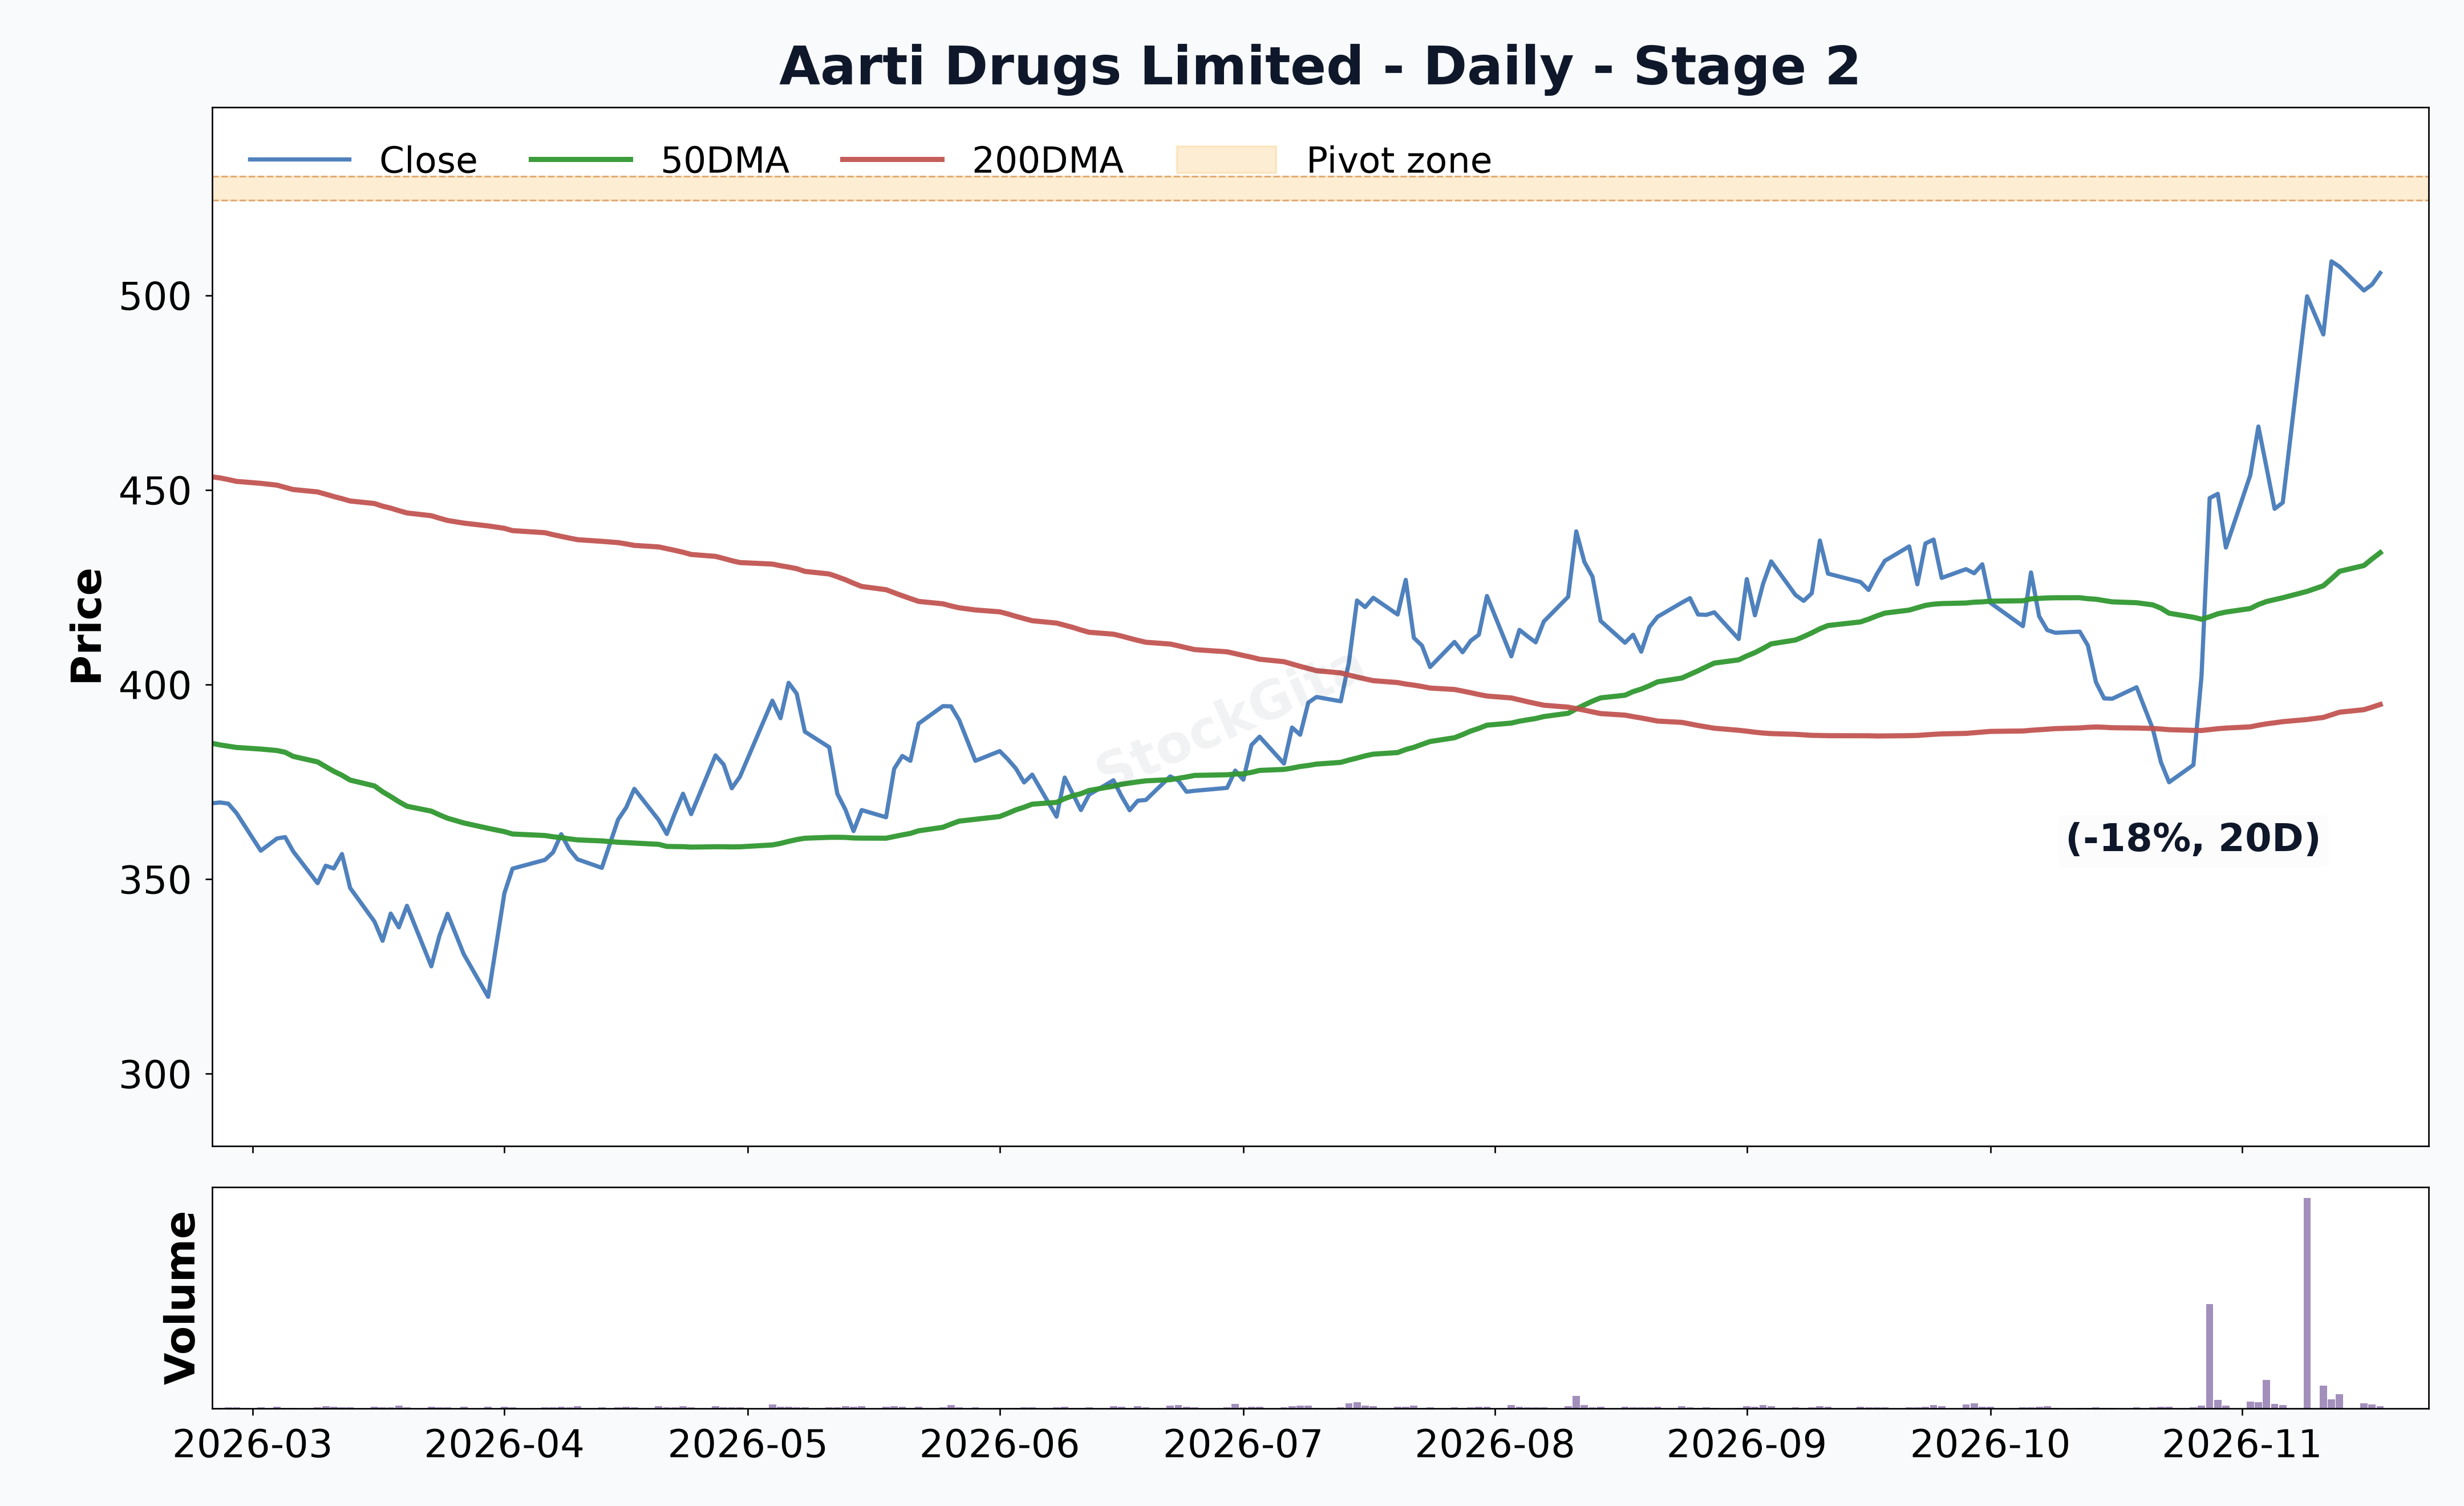 Aarti Drugs Limited - Daily - Stage 2
Close 50DMA 200DMA Pivot zone
500
450
400
350
300
Price
StockGita
(-18%, 20D)
Volume
2026-03 2026-04 2026-05 2026-06 2026-07 2026-08 2026-09 2026-10 2026-11